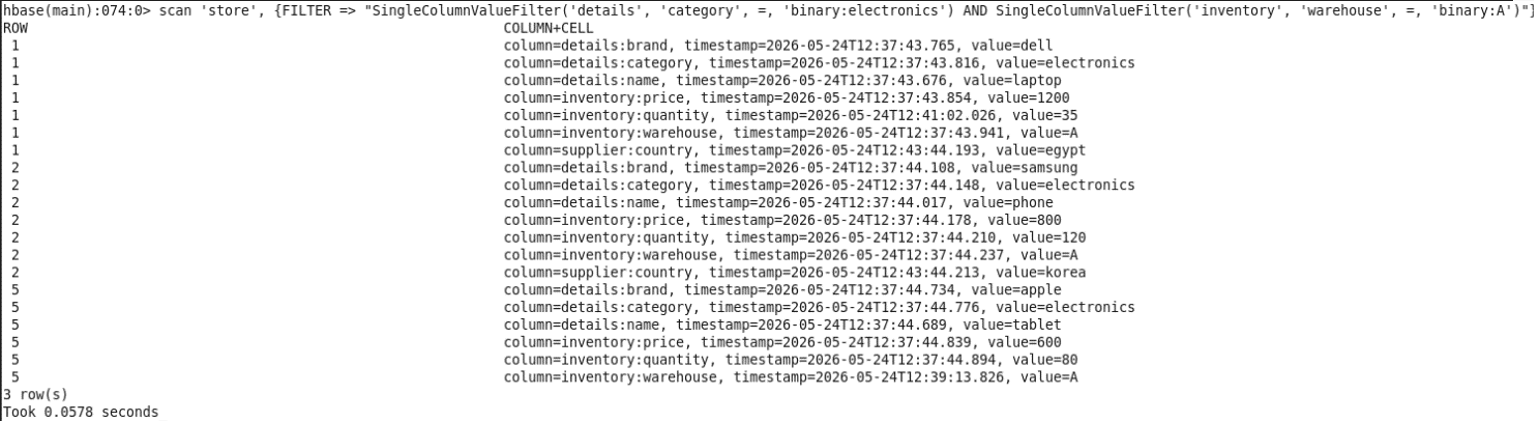 hbase(main):074:0> scan 'store', {FILTER => "SingleColumnValueFilter('details', 'category', =, 'binary:electronics') AND SingleColumnValueFilter('inventory', 'warehouse', =, 'binary:A')"}
ROW COLUMN+CELL
1 column=details:brand, timestamp=2026-05-24T12:37:43.765, value=dell
1 column=details:category, timestamp=2026-05-24T12:37:43.816, value=electronics
1 column=details:name, timestamp=2026-05-24T12:37:43.676, value=laptop
1 column=inventory:price, timestamp=2026-05-24T12:37:43.854, value=1200
1 column=inventory:quantity, timestamp=2026-05-24T12:41:02.026, value=35
1 column=inventory:warehouse, timestamp=2026-05-24T12:37:43.941, value=A
1 column=supplier:country, timestamp=2026-05-24T12:43:44.193, value=egypt
2 column=details:brand, timestamp=2026-05-24T12:37:44.108, value=samsung
2 column=details:category, timestamp=2026-05-24T12:37:44.148, value=electronics
2 column=details:name, timestamp=2026-05-24T12:37:44.017, value=phone
2 column=inventory:price, timestamp=2026-05-24T12:37:44.178, value=800
2 column=inventory:quantity, timestamp=2026-05-24T12:37:44.210, value=120
2 column=inventory:warehouse, timestamp=2026-05-24T12:37:44.237, value=A
2 column=supplier:country, timestamp=2026-05-24T12:43:44.213, value=korea
5 column=details:brand, timestamp=2026-05-24T12:37:44.734, value=apple
5 column=details:category, timestamp=2026-05-24T12:37:44.776, value=electronics
5 column=details:name, timestamp=2026-05-24T12:37:44.689, value=tablet
5 column=inventory:price, timestamp=2026-05-24T12:37:44.839, value=600
5 column=inventory:quantity, timestamp=2026-05-24T12:37:44.894, value=80
5 column=inventory:warehouse, timestamp=2026-05-24T12:39:13.826, value=A
3 row(s)
Took 0.0578 seconds